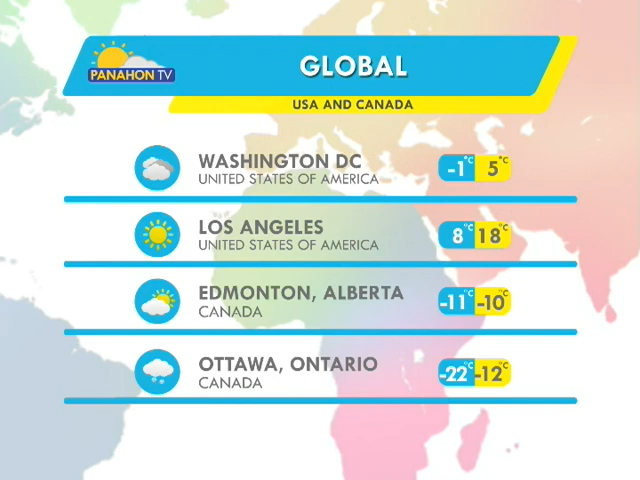 PANAHON TV
GLOBAL
USA AND CANADA
WASHINGTON DC
UNITED STATES OF AMERICA
-1°C 5°C
LOS ANGELES
UNITED STATES OF AMERICA
8°C 18°C
EDMONTON, ALBERTA
CANADA
-11°C -10°C
OTTAWA, ONTARIO
CANADA
-22°C -12°C